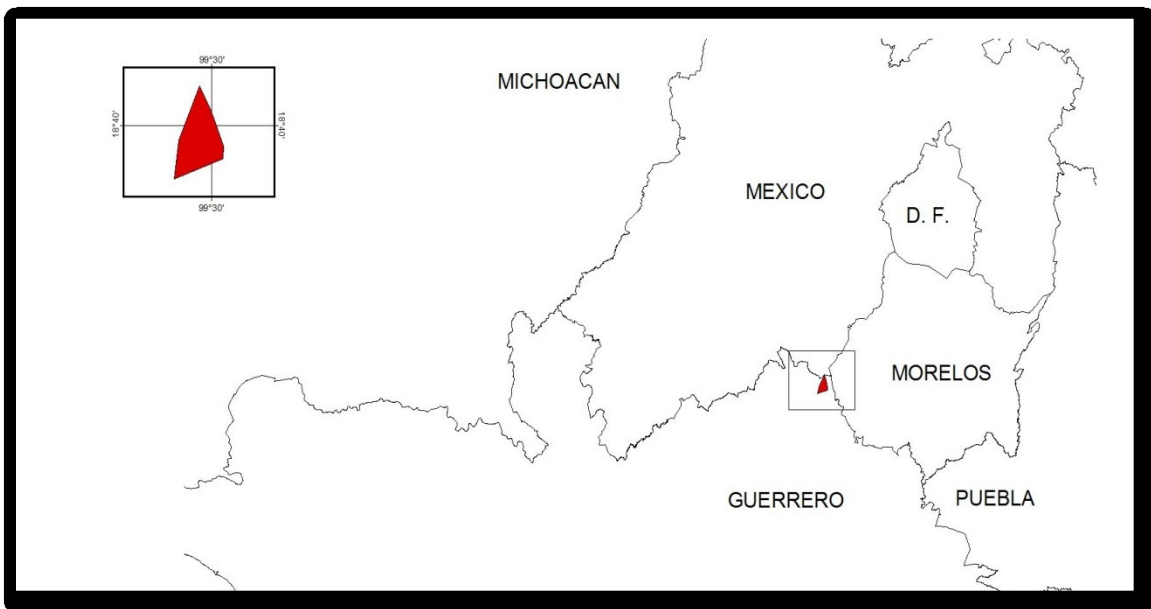 99°30'
MICHOACAN
18°40'
18°40'
MEXICO
99°30'
D. F.
MORELOS
GUERRERO
PUEBLA